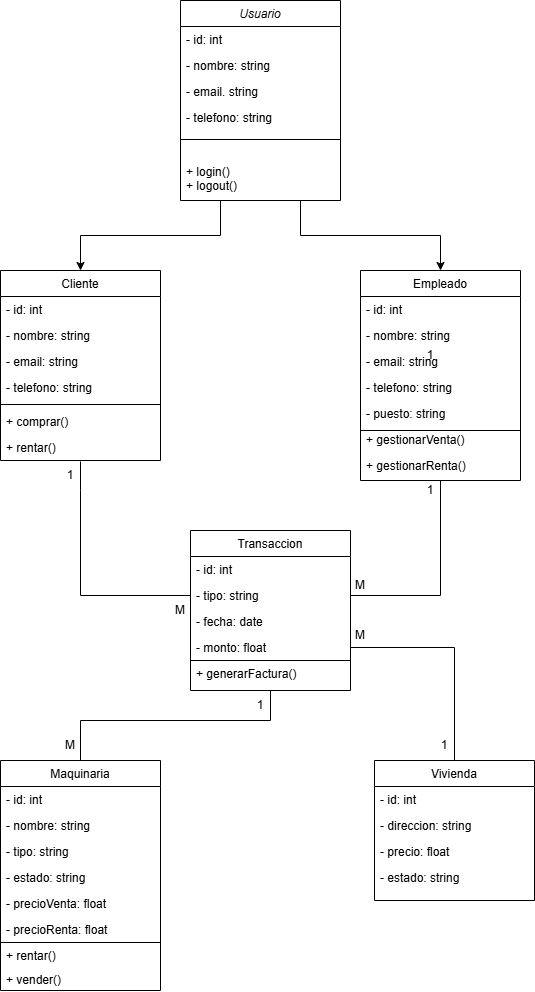 Usuario
- id: int
- nombre: string
- email. string
- telefono: string
+ login()
+ logout()
Cliente
- id: int
- nombre: string
- email: string
- telefono: string
+ comprar()
+ rentar()
1
Empleado
- id: int
- nombre: string
1
- email: string
- telefono: string
- puesto: string
+ gestionarVenta()
+ gestionarRenta()
1
Transaccion
- id: int
- tipo: string
- fecha: date
- monto: float
+ generarFactura()
M
M
M
1
M
1
Maquinaria
- id: int
- nombre: string
- tipo: string
- estado: string
- precioVenta: float
- precioRenta: float
+ rentar()
+ vender()
Vivienda
- id: int
- direccion: string
- precio: float
- estado: string